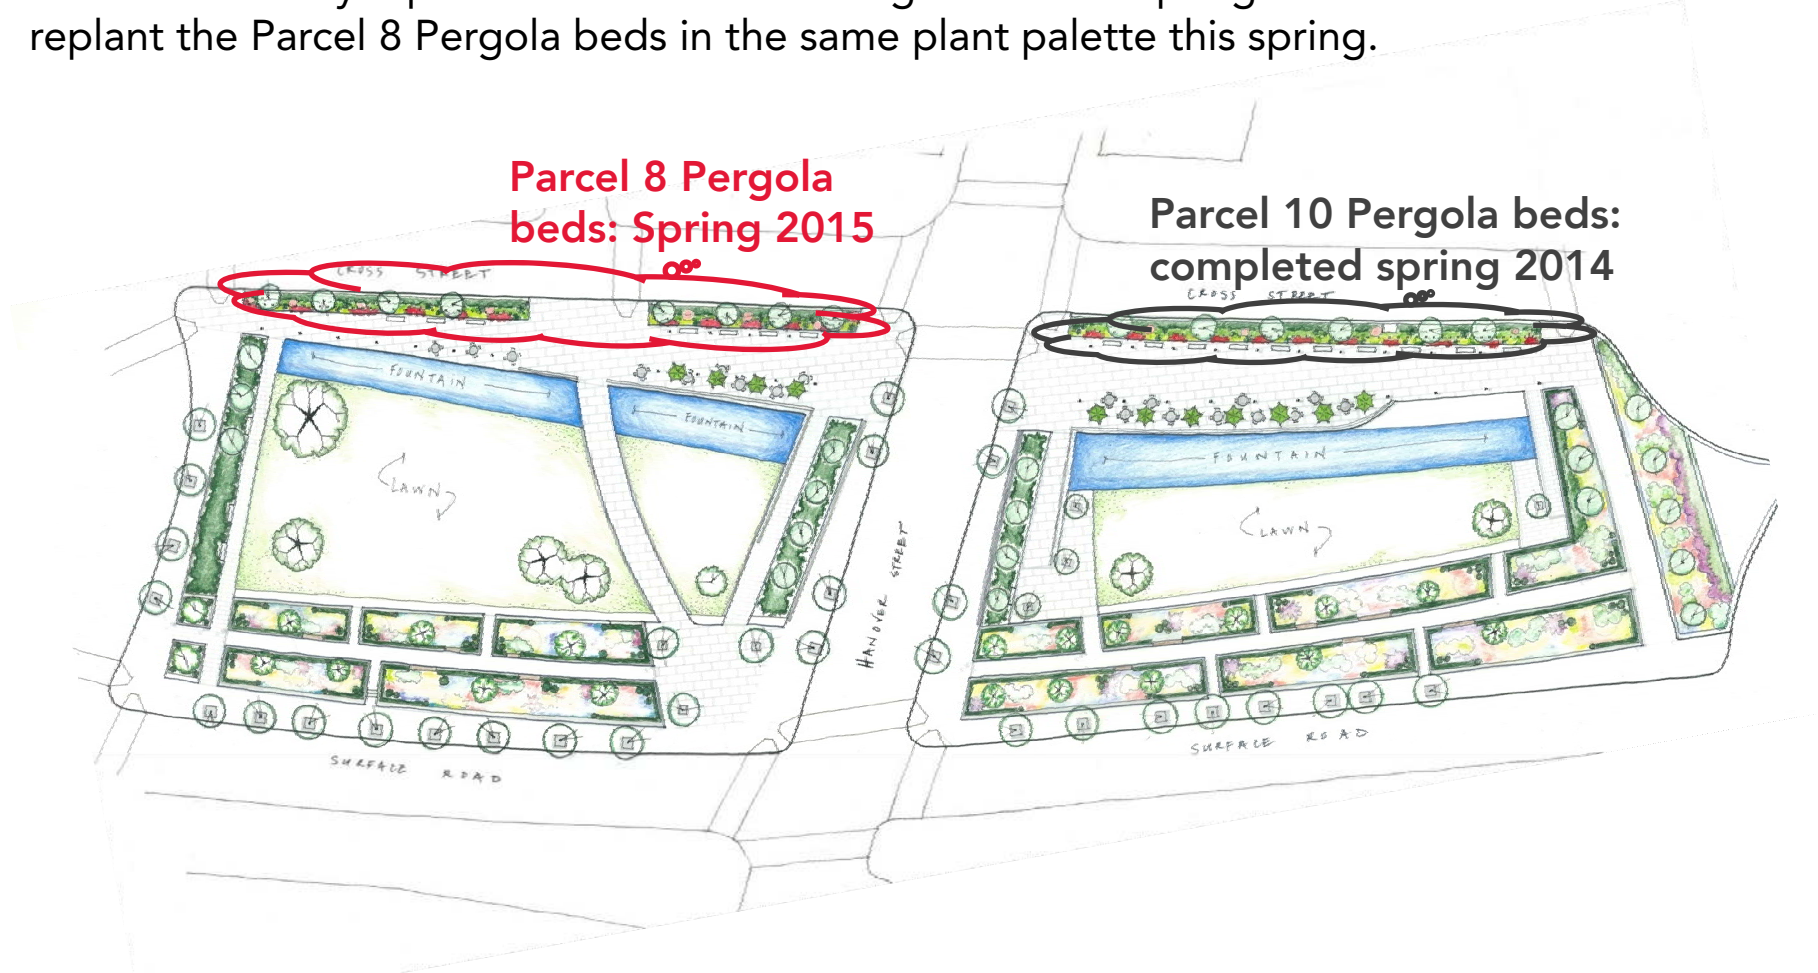 replant the Parcel 8 Pergola beds in the same plant palette this spring.
Parcel 8 Pergola
beds: Spring 2015
Parcel 10 Pergola beds:
completed spring 2014
CROSS STREET
CROSS STREET
FOUNTAIN
FOUNTAIN
FOUNTAIN
LAWN
LAWN
HANOVER STREET
SURFACE ROAD
SURFACE ROAD